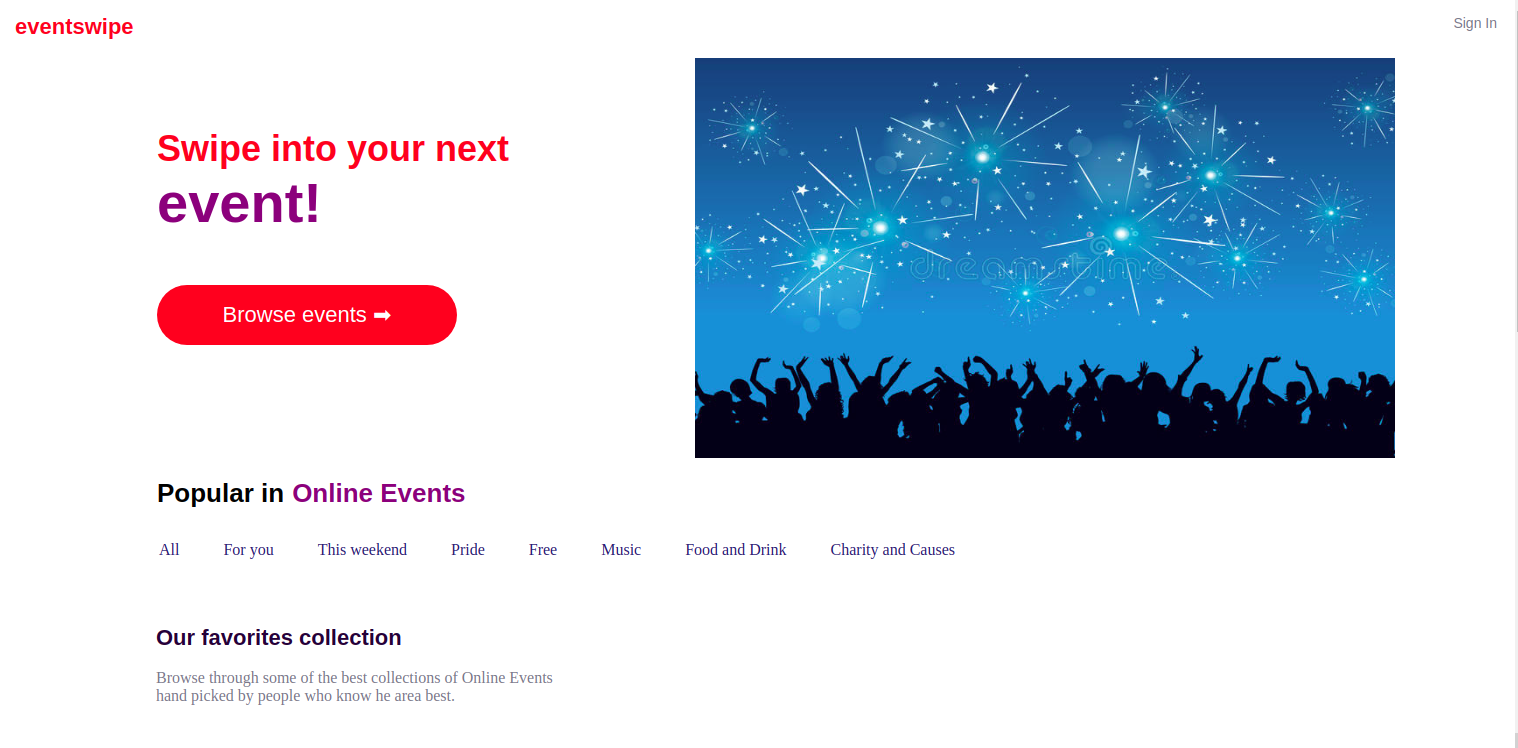 eventswipe
Sign In
Swipe into your next
event!
dreamstime
Browse events ➡
Popular in Online Events
All For you This weekend Pride Free Music Food and Drink Charity and Causes
Our favorites collection
Browse through some of the best collections of Online Events
hand picked by people who know he area best.